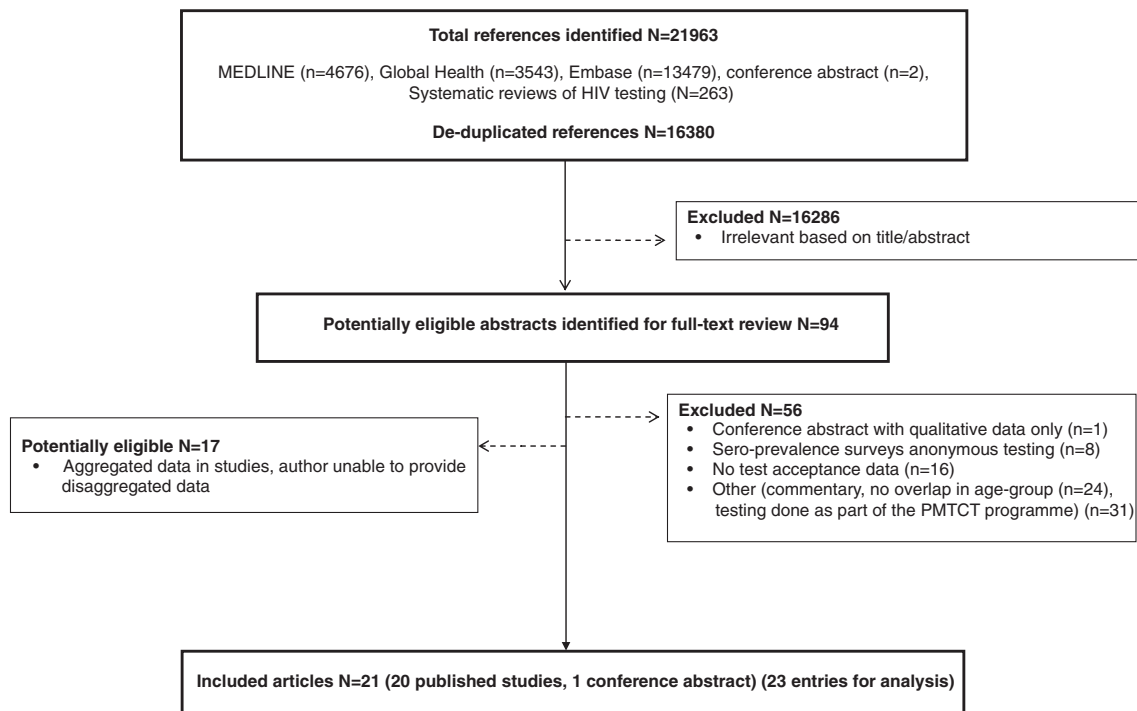 Total references identified N=21963
MEDLINE (n=4676), Global Health (n=3543), Embase (n=13479), conference abstract (n=2),
Systematic reviews of HIV testing (N=263)
De-duplicated references N=16380
Excluded N=16286
• Irrelevant based on title/abstract
Potentially eligible abstracts identified for full-text review N=94
Potentially eligible N=17
• Aggregated data in studies, author unable to provide
disaggregated data
Excluded N=56
• Conference abstract with qualitative data only (n=1)
• Sero-prevalence surveys anonymous testing (n=8)
• No test acceptance data (n=16)
• Other (commentary, no overlap in age-group (n=24),
testing done as part of the PMTCT programme) (n=31)
Included articles N=21 (20 published studies, 1 conference abstract) (23 entries for analysis)